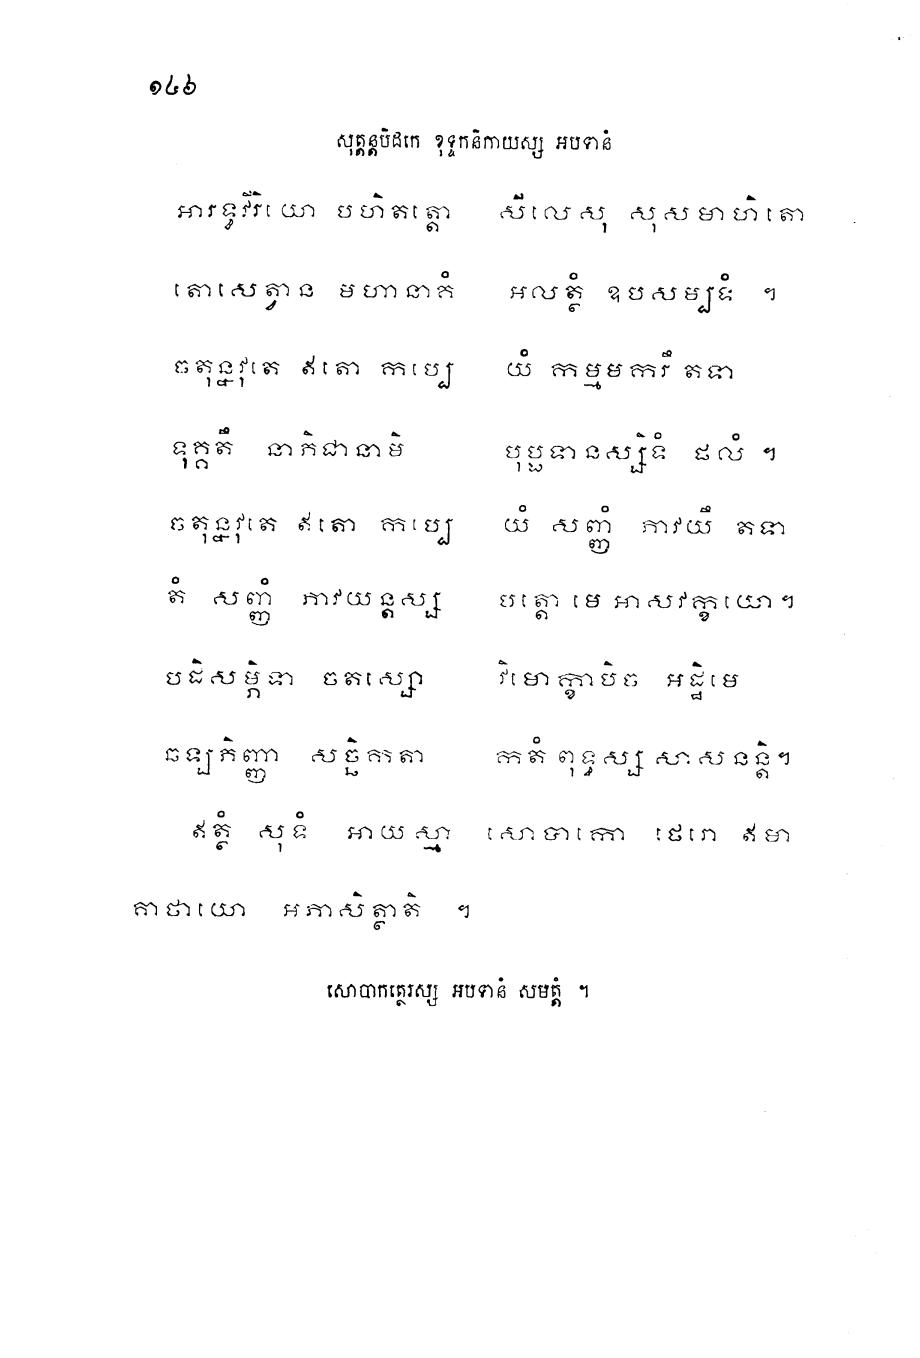 ១៤៦
សុត្តន្តបិដកេ ខុទ្ទកនិកាយស្ស អបទានំ
អារទ្ធវីរិយោ បហិតត្តោ សីលេសុ សុសមាហិតោ
តោសេត្វាន មហានាគំ អលត្ថំ ឧបសម្បទំ ។
ចតុន្នវុតេ ឥតោ កប្បេ យំ កម្មមករឹ តទា
ទុគ្គតឹ នាភិជានាមិ បុប្ផទានស្សិទំ ផលំ ។
ចតុន្នវុតេ ឥតោ កប្បេ យំ សញ្ញំ ភាវយឹ តទា
តំ សញ្ញំ ភាវយន្តស្ស បត្តោ មេ អាសវក្ខយោ។
បដិសម្ភិទា ចតស្សោ វិមោក្ខាបិច អដ្ឋិមេ
ឆឡភិញ្ញា សច្ឆិកតា កតំ ពុទ្ធស្ស សាសនន្តិ។
ឥត្ថំ សុទំ អាយស្មា សោបាកោ ថេរោ ឥមា
គាថាយោ អភាសិត្ថាតិ ។
សោបាកត្ថេរស្ស អបទានំ សមត្តំ ។